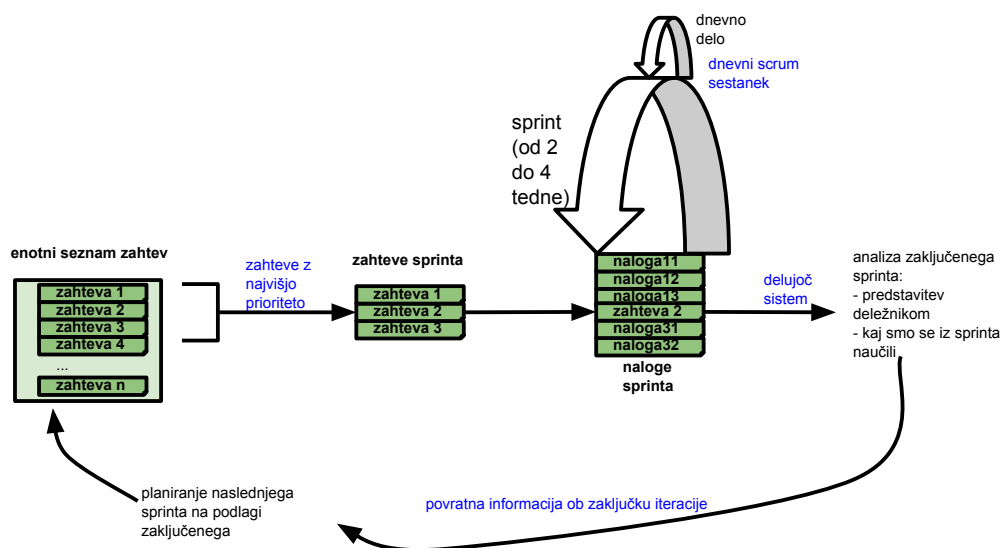 dnevno
delo
dnevni scrum
sestanek
sprint
(od 2
do 4
tedne)
enotni seznam zahtev
zahteva 1
zahteva 2
zahteva 3
zahteva 4
...
zahteva n
zahteve z
najvišjo
prioriteto
zahteve sprinta
zahteva 1
zahteva 2
zahteva 3
naloga11
naloga12
naloga13
zahteva 2
naloga31
naloga32
naloge
sprinta
delujoč
sistem
analiza zaključenega
sprinta:
- predstavitev
deležnikom
- kaj smo se iz sprinta
naučili
planiranje naslednjega
sprinta na podlagi
zaključenega
povratna informacija ob zaključku iteracije